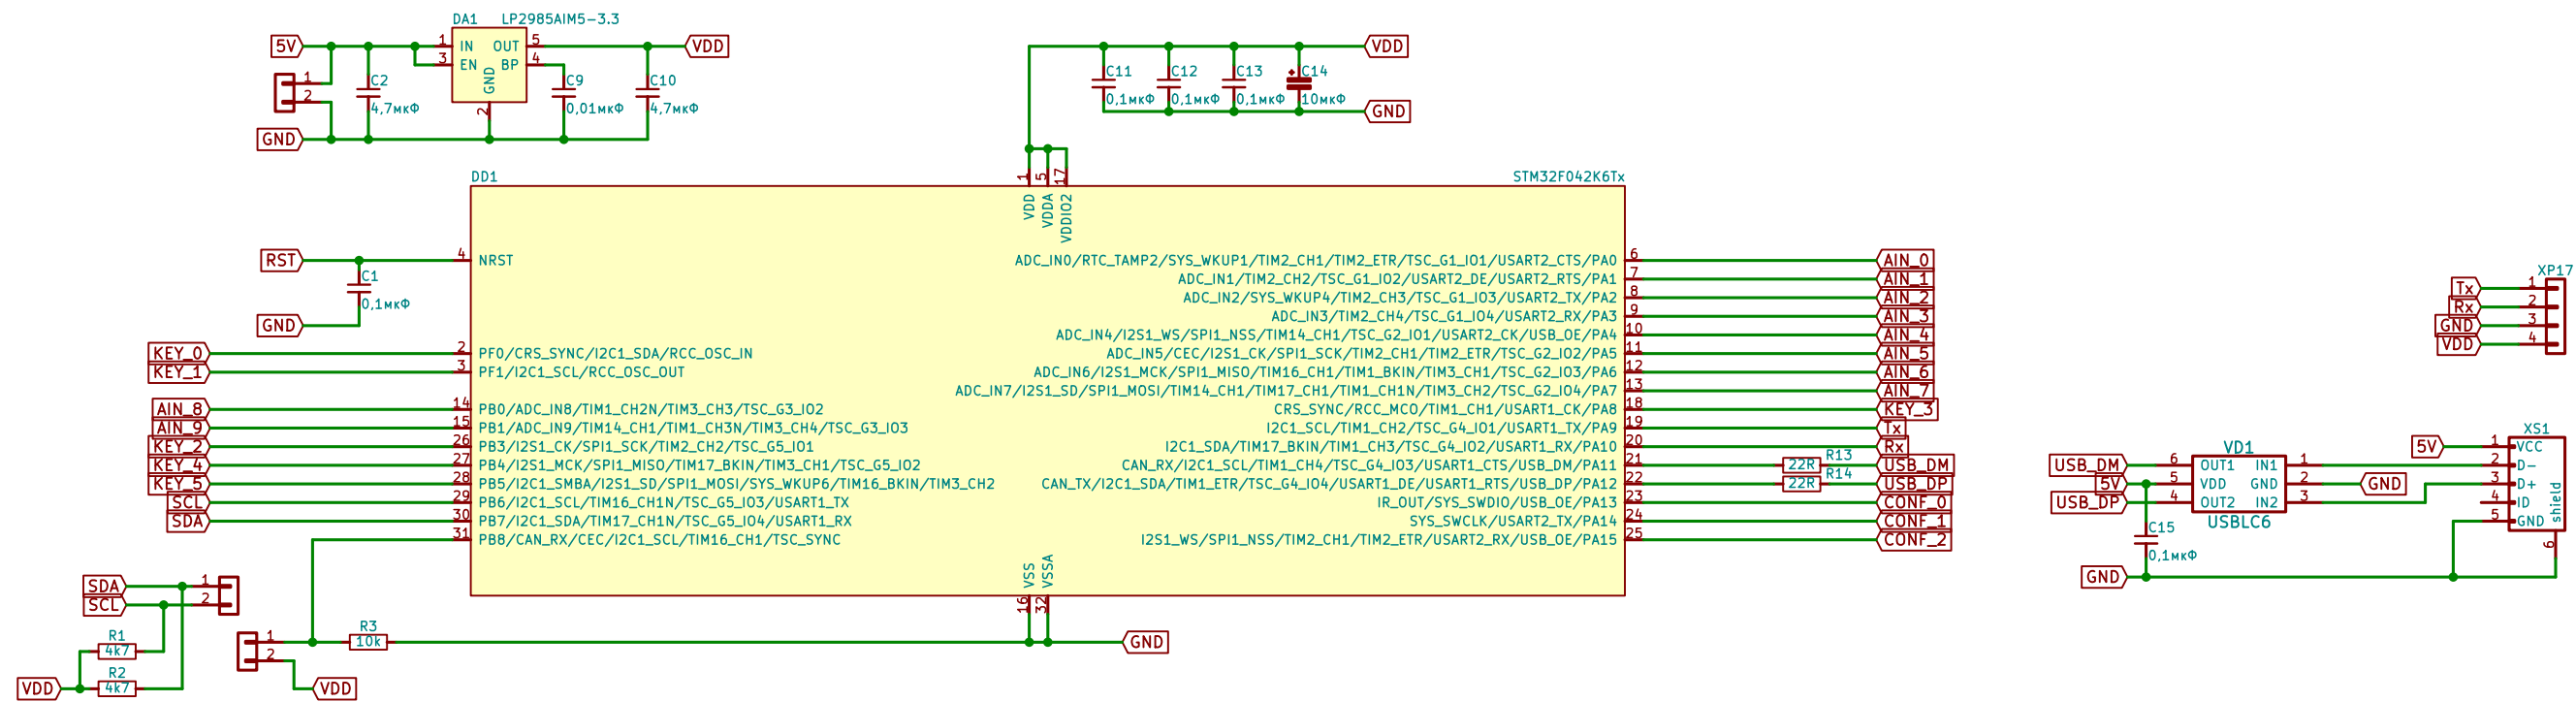 DA1 LP2985AIM5-3.3
5V 1 IN OUT 5 VDD
3 EN BP 4
GND
2
1
2
C2
4,7мкФ
C9
0,01мкФ
C10
4,7мкФ
GND
VDD
C11 C12 C13 C14
0,1мкФ 0,1мкФ 0,1мкФ 10мкФ
GND
DD1 STM32F042K6Tx
1 5 17
VDD VDDA VDDIO2
RST 4 NRST
C1
0,1мкФ
GND
KEY_0 2 PF0/CRS_SYNC/I2C1_SDA/RCC_OSC_IN
KEY_1 3 PF1/I2C1_SCL/RCC_OSC_OUT
AIN_8 14 PB0/ADC_IN8/TIM1_CH2N/TIM3_CH3/TSC_G3_IO2
AIN_9 15 PB1/ADC_IN9/TIM14_CH1/TIM1_CH3N/TIM3_CH4/TSC_G3_IO3
KEY_2 26 PB3/I2S1_CK/SPI1_SCK/TIM2_CH2/TSC_G5_IO1
KEY_4 27 PB4/I2S1_MCK/SPI1_MISO/TIM17_BKIN/TIM3_CH1/TSC_G5_IO2
KEY_5 28 PB5/I2C1_SMBA/I2S1_SD/SPI1_MOSI/SYS_WKUP6/TIM16_BKIN/TIM3_CH2
SCL 29 PB6/I2C1_SCL/TIM16_CH1N/TSC_G5_IO3/USART1_TX
SDA 30 PB7/I2C1_SDA/TIM17_CH1N/TSC_G5_IO4/USART1_RX
31 PB8/CAN_RX/CEC/I2C1_SCL/TIM16_CH1/TSC_SYNC
ADC_IN0/RTC_TAMP2/SYS_WKUP1/TIM2_CH1/TIM2_ETR/TSC_G1_IO1/USART2_CTS/PA0 6 AIN_0
ADC_IN1/TIM2_CH2/TSC_G1_IO2/USART2_DE/USART2_RTS/PA1 7 AIN_1
ADC_IN2/SYS_WKUP4/TIM2_CH3/TSC_G1_IO3/USART2_TX/PA2 8 AIN_2
ADC_IN3/TIM2_CH4/TSC_G1_IO4/USART2_RX/PA3 9 AIN_3
ADC_IN4/I2S1_WS/SPI1_NSS/TIM14_CH1/TSC_G2_IO1/USART2_CK/USB_OE/PA4 10 AIN_4
ADC_IN5/CEC/I2S1_CK/SPI1_SCK/TIM2_CH1/TIM2_ETR/TSC_G2_IO2/PA5 11 AIN_5
ADC_IN6/I2S1_MCK/SPI1_MISO/TIM16_CH1/TIM1_BKIN/TIM3_CH1/TSC_G2_IO3/PA6 12 AIN_6
ADC_IN7/I2S1_SD/SPI1_MOSI/TIM14_CH1/TIM17_CH1/TIM1_CH1N/TIM3_CH2/TSC_G2_IO4/PA7 13 AIN_7
CRS_SYNC/RCC_MCO/TIM1_CH1/USART1_CK/PA8 18 KEY_3
I2C1_SCL/TIM1_CH2/TSC_G4_IO1/USART1_TX/PA9 19 Tx
I2C1_SDA/TIM17_BKIN/TIM1_CH3/TSC_G4_IO2/USART1_RX/PA10 20 Rx
CAN_RX/I2C1_SCL/TIM1_CH4/TSC_G4_IO3/USART1_CTS/USB_DM/PA11 21 22R R13 USB_DM
CAN_TX/I2C1_SDA/TIM1_ETR/TSC_G4_IO4/USART1_DE/USART1_RTS/USB_DP/PA12 22 22R R14 USB_DP
IR_OUT/SYS_SWDIO/USB_OE/PA13 23 CONF_0
SYS_SWCLK/USART2_TX/PA14 24 CONF_1
I2S1_WS/SPI1_NSS/TIM2_CH1/TIM2_ETR/USART2_RX/USB_OE/PA15 25 CONF_2
VSS VSSA
16 32
SDA 1
SCL 2
R1
4k7
R2
4k7
VDD
1
2
VDD
R3
10k
GND
XP17
Tx 1
Rx 2
GND 3
VDD 4
VD1
USB_DM 6 OUT1 IN1 1
5V 5 VDD GND 2 GND
USB_DP 4 OUT2 IN2 3
USBLC6
C15
0,1мкФ
GND
XS1
5V 1 VCC
2 D-
3 D+
4 ID
5 GND
shield
6